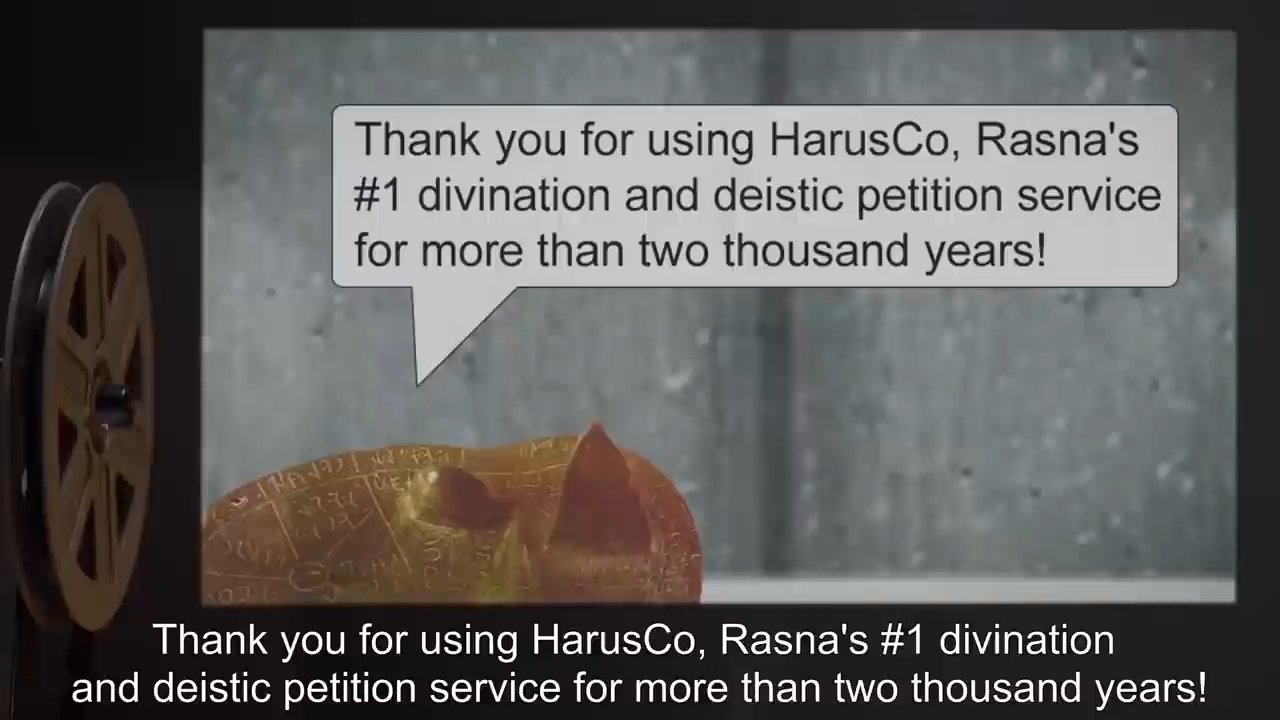 Thank you for using HarusCo, Rasna's
#1 divination and deistic petition service
for more than two thousand years!
Thank you for using HarusCo, Rasna's #1 divination
and deistic petition service for more than two thousand years!